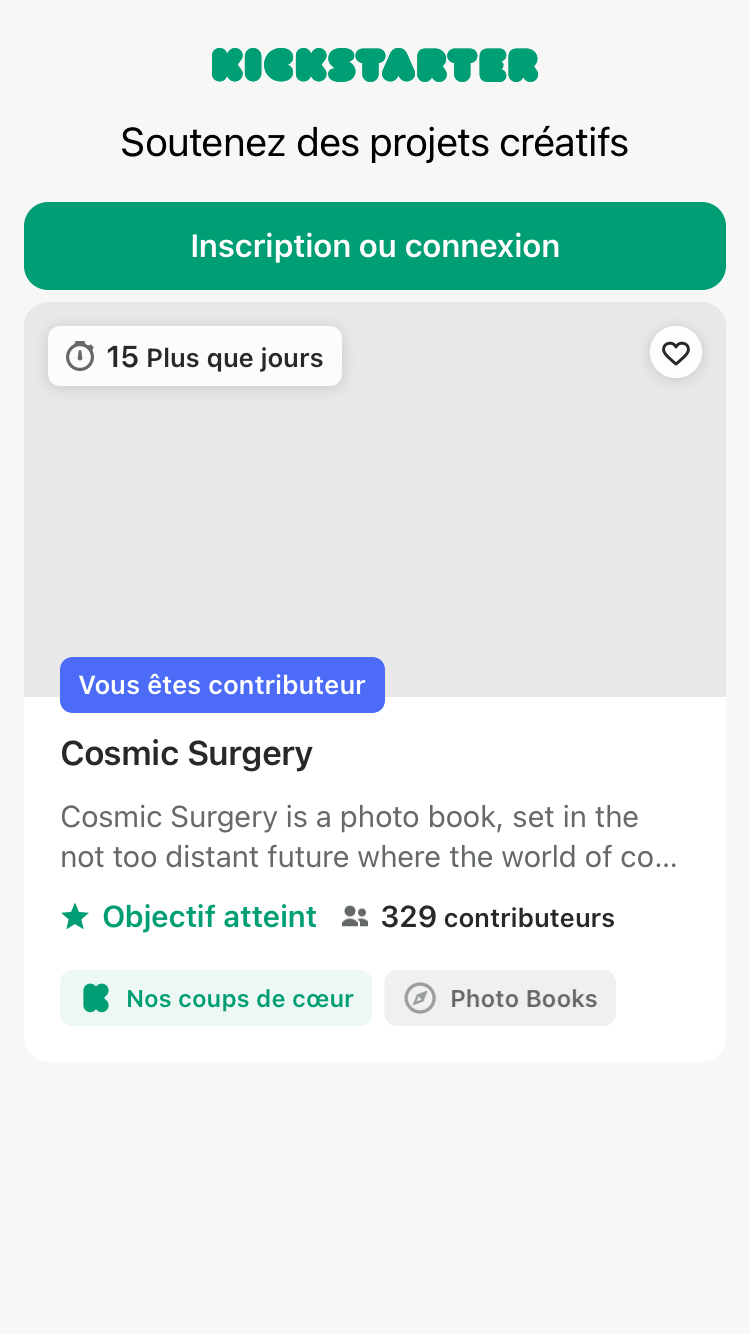 KICKSTARTER
Soutenez des projets créatifs
Inscription ou connexion
15 Plus que jours
Vous êtes contributeur
Cosmic Surgery
Cosmic Surgery is a photo book, set in the
not too distant future where the world of co...
Objectif atteint 329 contributeurs
Nos coups de cœur Photo Books